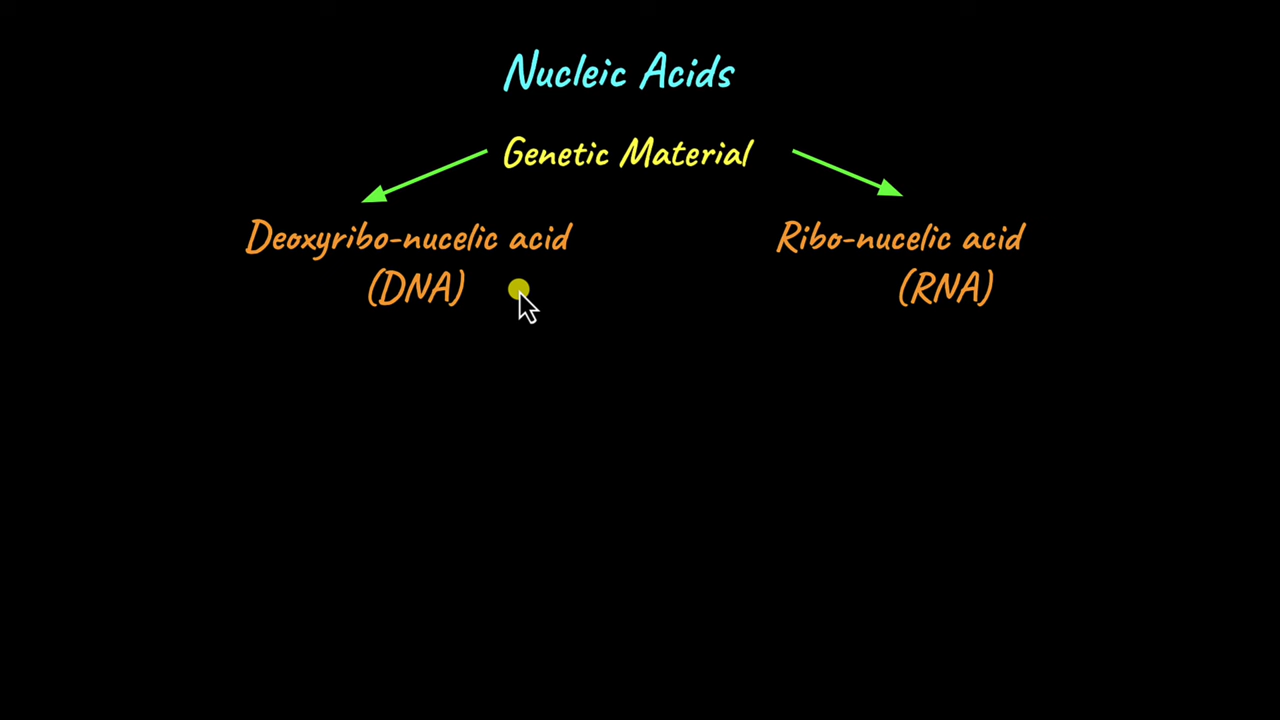 Nucleic Acids
Genetic Material
Deoxyribo-nucelic acid
(DNA)
Ribo-nucelic acid
(RNA)